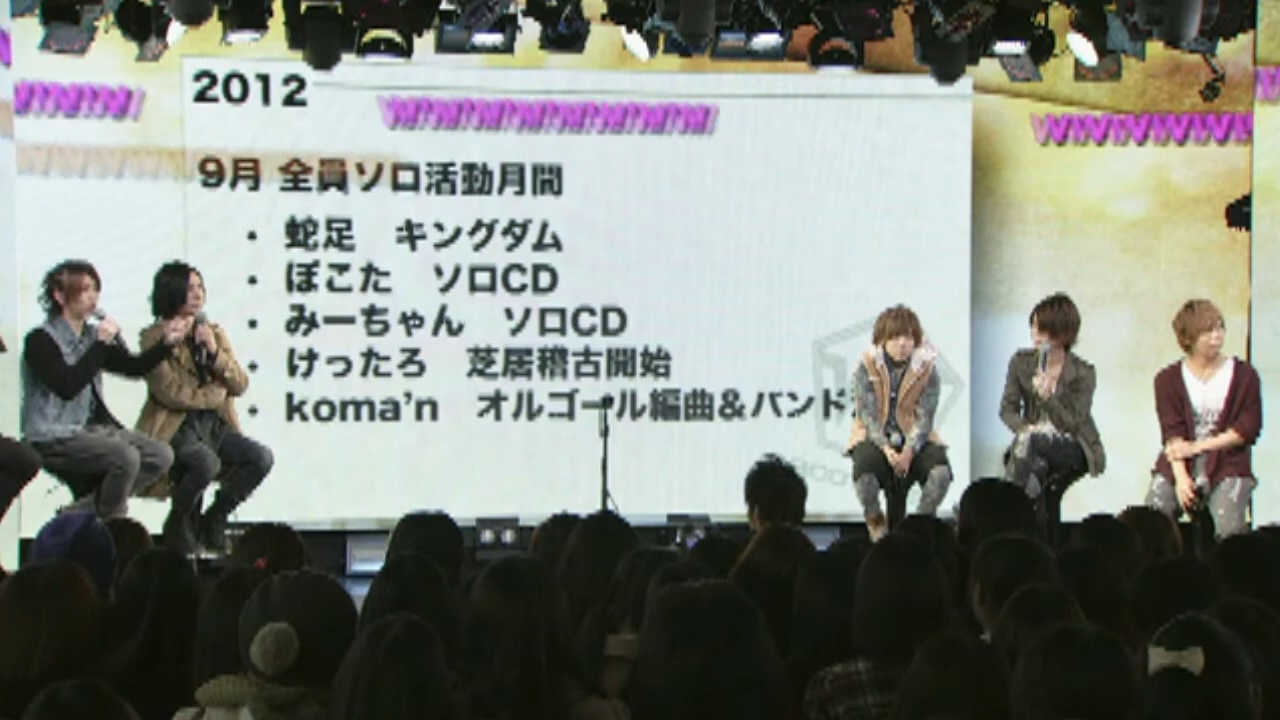 2012
9月 全員ソロ活動月間
・ 蛇足　キングダム
・ ぽこた　ソロCD
・ みーちゃん　ソロCD
・ けったろ　芝居稽古開始
・ koma'n　オルゴール編曲＆バンド